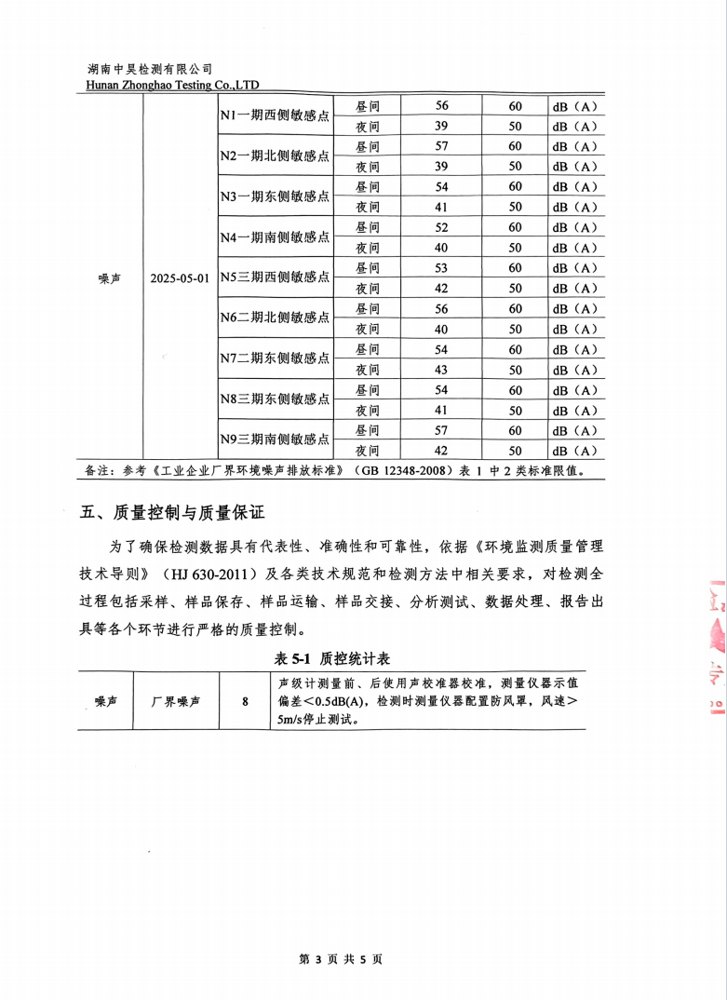 湖南中昊检测有限公司
Hunan Zhonghao Testing Co.,LTD
噪声 2025-05-01
N1一期西侧敏感点 昼间 56 60 dB（A）
夜间 39 50 dB（A）
N2一期北侧敏感点 昼间 57 60 dB（A）
夜间 39 50 dB（A）
N3一期东侧敏感点 昼间 54 60 dB（A）
夜间 41 50 dB（A）
N4一期南侧敏感点 昼间 52 60 dB（A）
夜间 40 50 dB（A）
N5三期西侧敏感点 昼间 53 60 dB（A）
夜间 42 50 dB（A）
N6二期北侧敏感点 昼间 56 60 dB（A）
夜间 40 50 dB（A）
N7二期东侧敏感点 昼间 54 60 dB（A）
夜间 43 50 dB（A）
N8三期东侧敏感点 昼间 54 60 dB（A）
夜间 41 50 dB（A）
N9三期南侧敏感点 昼间 57 60 dB（A）
夜间 42 50 dB（A）
备注：参考《工业企业厂界环境噪声排放标准》（GB 12348-2008）表 1 中 2 类标准限值。
五、质量控制与质量保证
为了确保检测数据具有代表性、准确性和可靠性，依据《环境监测质量管理
技术导则》（HJ 630-2011）及各类技术规范和检测方法中相关要求，对检测全
过程包括采样、样品保存、样品运输、样品交接、分析测试、数据处理、报告出
具等各个环节进行严格的质量控制。
表 5-1 质控统计表
噪声 厂界噪声 8
声级计测量前、后使用声校准器校准，测量仪器示值
偏差＜0.5dB(A)，检测时测量仪器配置防风罩，风速＞
5m/s停止测试。
第 3 页 共 5 页